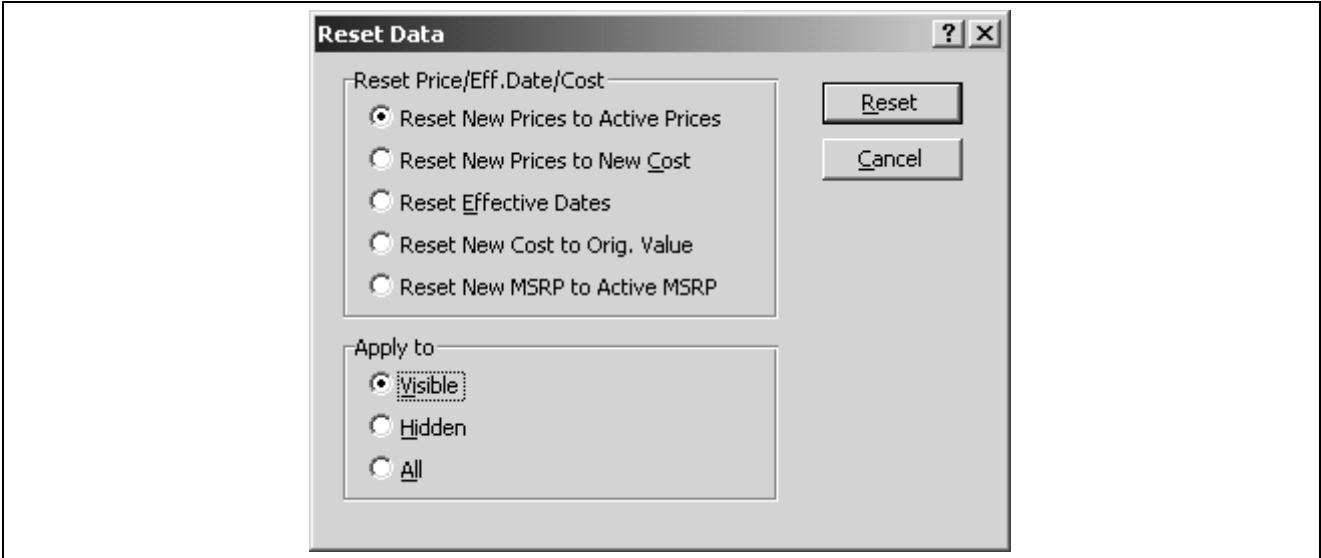 Reset Data
Reset Price/Eff.Date/Cost
Reset New Prices to Active Prices
Reset New Prices to New Cost
Reset Effective Dates
Reset New Cost to Orig. Value
Reset New MSRP to Active MSRP
Reset
Cancel
Apply to
Visible
Hidden
All